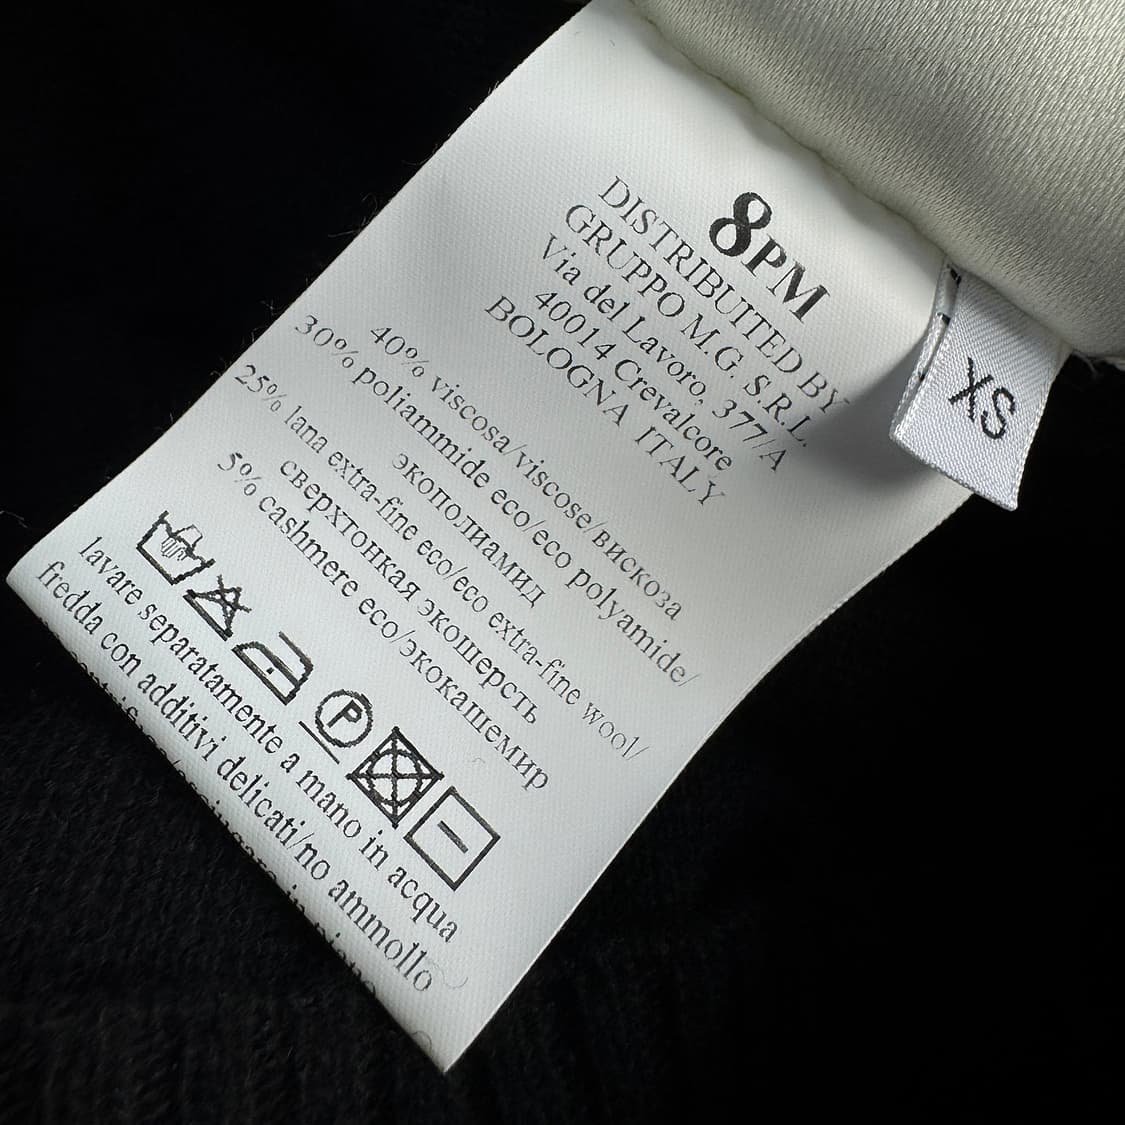 8PM
DISTRIBUITED BY
GRUPPO M.G. S.R.L.
Via del Lavoro, 377/A
40014 Crevalcore
BOLOGNA ITALY
40% viscosa/viscose/вискоза
30% poliammide eco/eco polyamide/
экополиамид
25% lana extra-fine eco/eco extra-fine wool/
сверхтонкая экошерсть
5% cashmere eco/экокашемир
P
lavare separatamente a mano in acqua
fredda con additivi delicati/no ammollo
XS